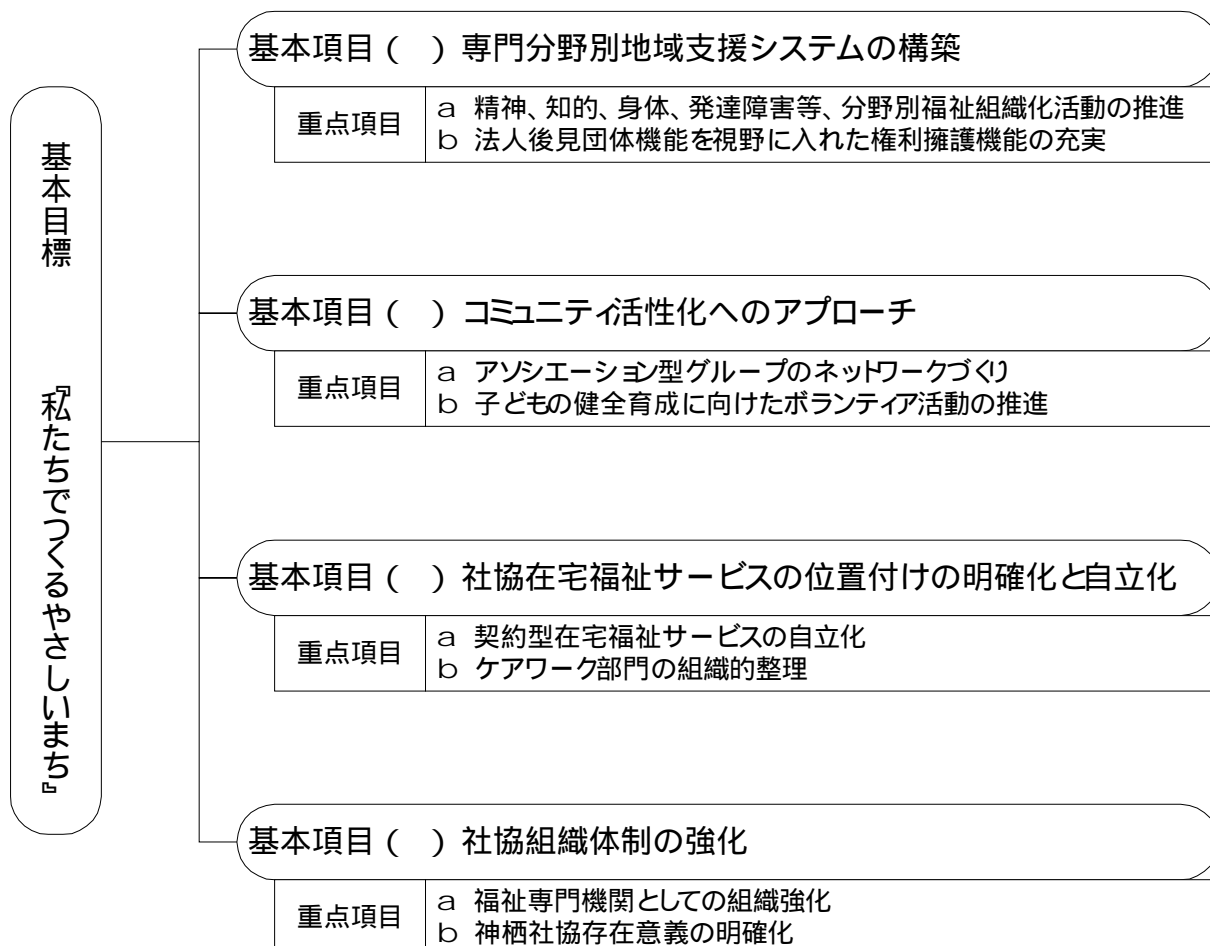 基本目標 『私たちでつくるやさしいまち』
基本項目( ) 専門分野別地域支援システムの構築
重点項目
a 精神、知的、身体、発達障害等、分野別福祉組織化活動の推進
b 法人後見団体機能を視野に入れた権利擁護機能の充実
基本項目( ) コミュニティ活性化へのアプローチ
重点項目
a アソシエーション型グループのネットワークづくり
b 子どもの健全育成に向けたボランティア活動の推進
基本項目( ) 社協在宅福祉サービスの位置付けの明確化と自立化
重点項目
a 契約型在宅福祉サービスの自立化
b ケアワーク部門の組織的整理
基本項目( ) 社協組織体制の強化
重点項目
a 福祉専門機関としての組織強化
b 神栖社協存在意義の明確化